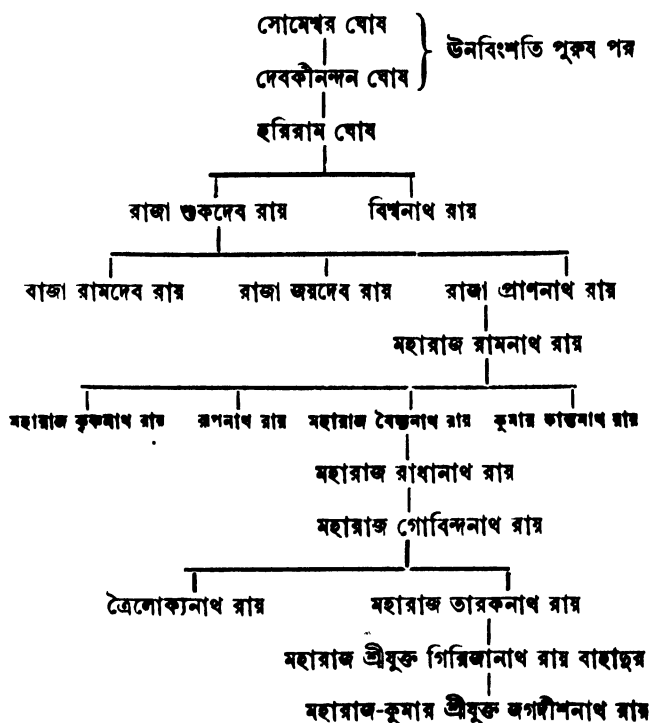 সোমেশ্বর ঘোষ
ঊনবিংশতি পুরুষ পর
দেবকীনন্দন ঘোষ
হরিরাম ঘোষ
রাজা শুকদেব রায় বিশ্বনাথ রায়
রাজা রামদেব রায় রাজা জয়দেব রায় রাজা প্রাণনাথ রায়
মহারাজ রামনাথ রায়
মহারাজ কৃষ্ণনাথ রায় রূপনাথ রায় মহারাজ বৈদ্যনাথ রায় কুমার কান্তনাথ রায়
মহারাজ রাধানাথ রায়
মহারাজ গোবিন্দনাথ রায়
ত্রৈলোক্যনাথ রায় মহারাজ তারকনাথ রায়
মহারাজ শ্রীযুক্ত গিরিজানাথ রায় বাহাদুর
মহারাজ-কুমার শ্রীযুক্ত জগদীশনাথ রায়